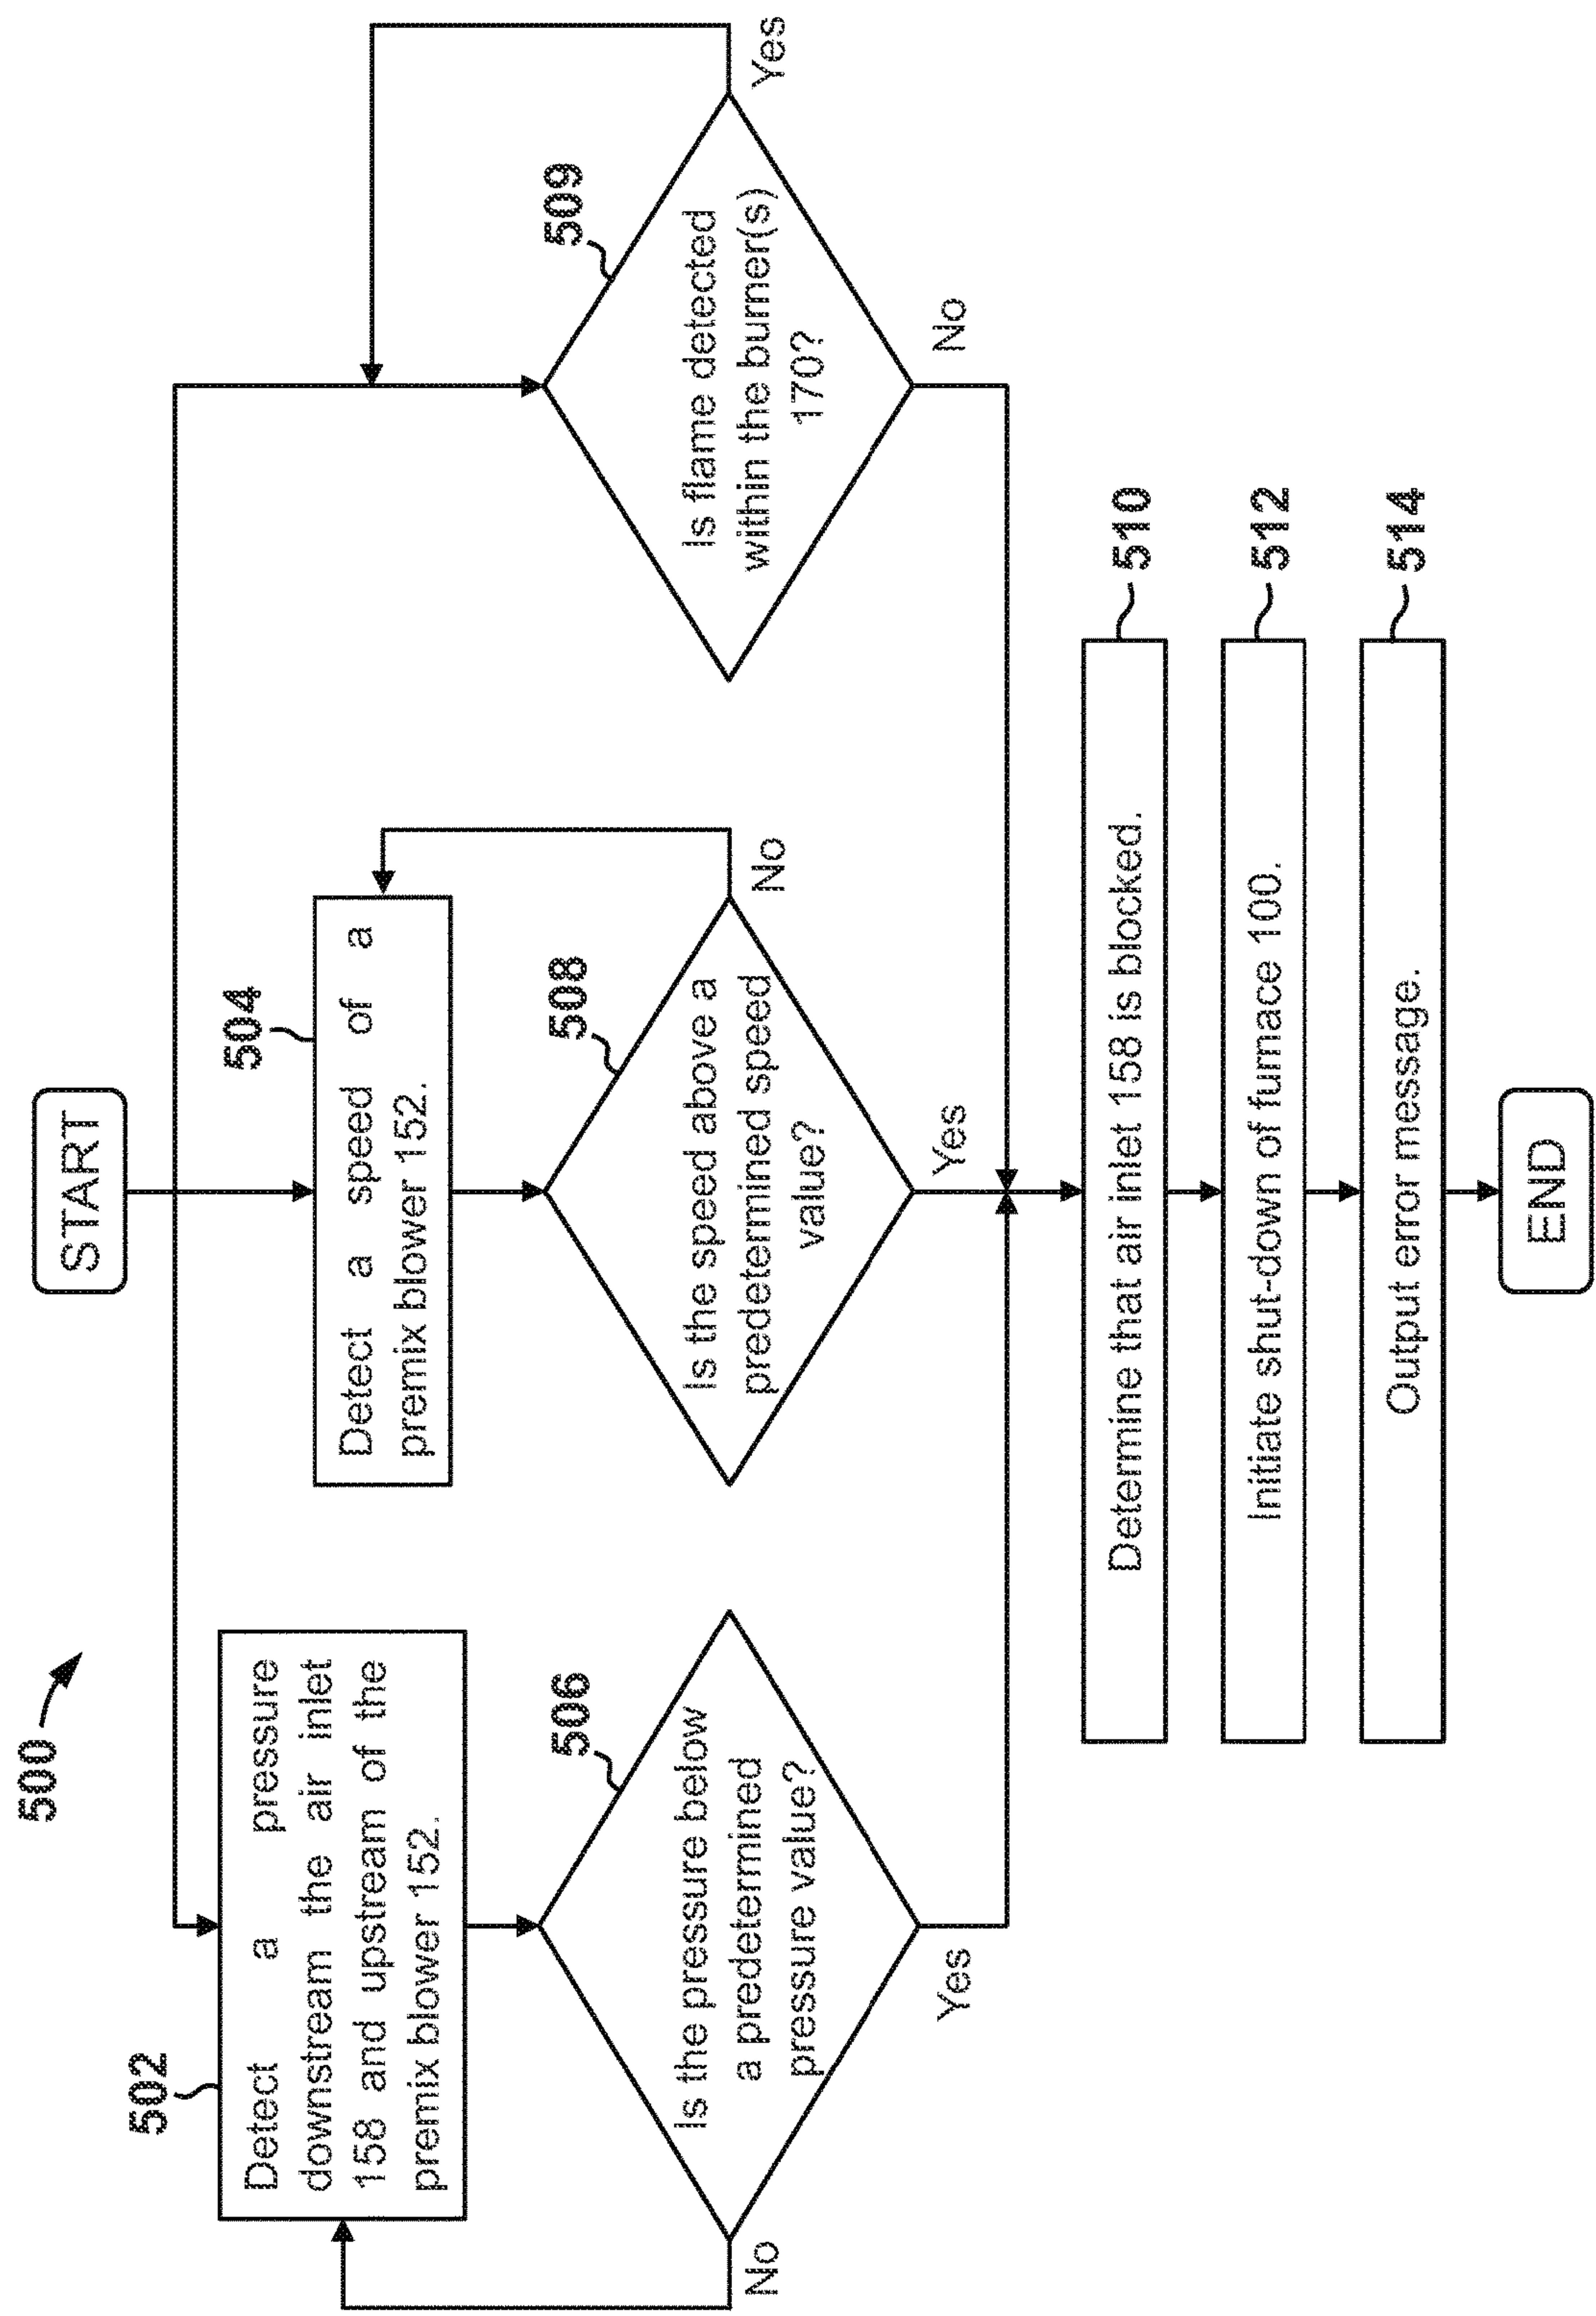 500
START
502
Detect a pressure
downstream the air inlet
158 and upstream of the
premix blower 152.
504
Detect a speed of a
premix blower 152.
506
Is the pressure below
a predetermined
pressure value?
No
Yes
508
Is the speed above a
predetermined speed
value?
No
Yes
509
Is flame detected
within the burner(s)
170?
Yes
No
Determine that air inlet 158 is blocked.
510
Initiate shut-down of furnace 100.
512
Output error message.
514
END